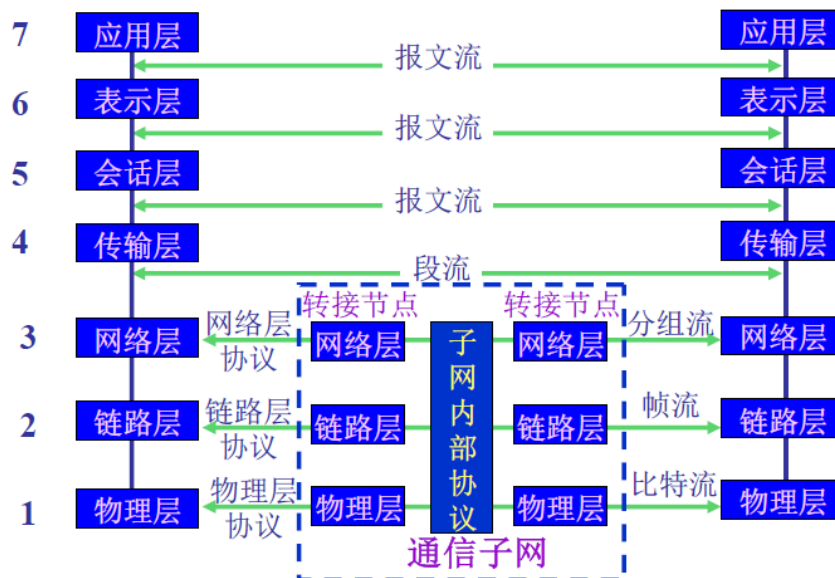 7 应用层 应用层
报文流
6 表示层 表示层
报文流
5 会话层 会话层
报文流
4 传输层 传输层
段流
转接节点 转接节点
3 网络层 网络层协议 网络层 网络层 分组流 网络层
2 链路层 链路层协议 链路层 链路层 帧流 链路层
1 物理层 物理层协议 物理层 物理层 比特流 物理层
子网内部协议
通信子网